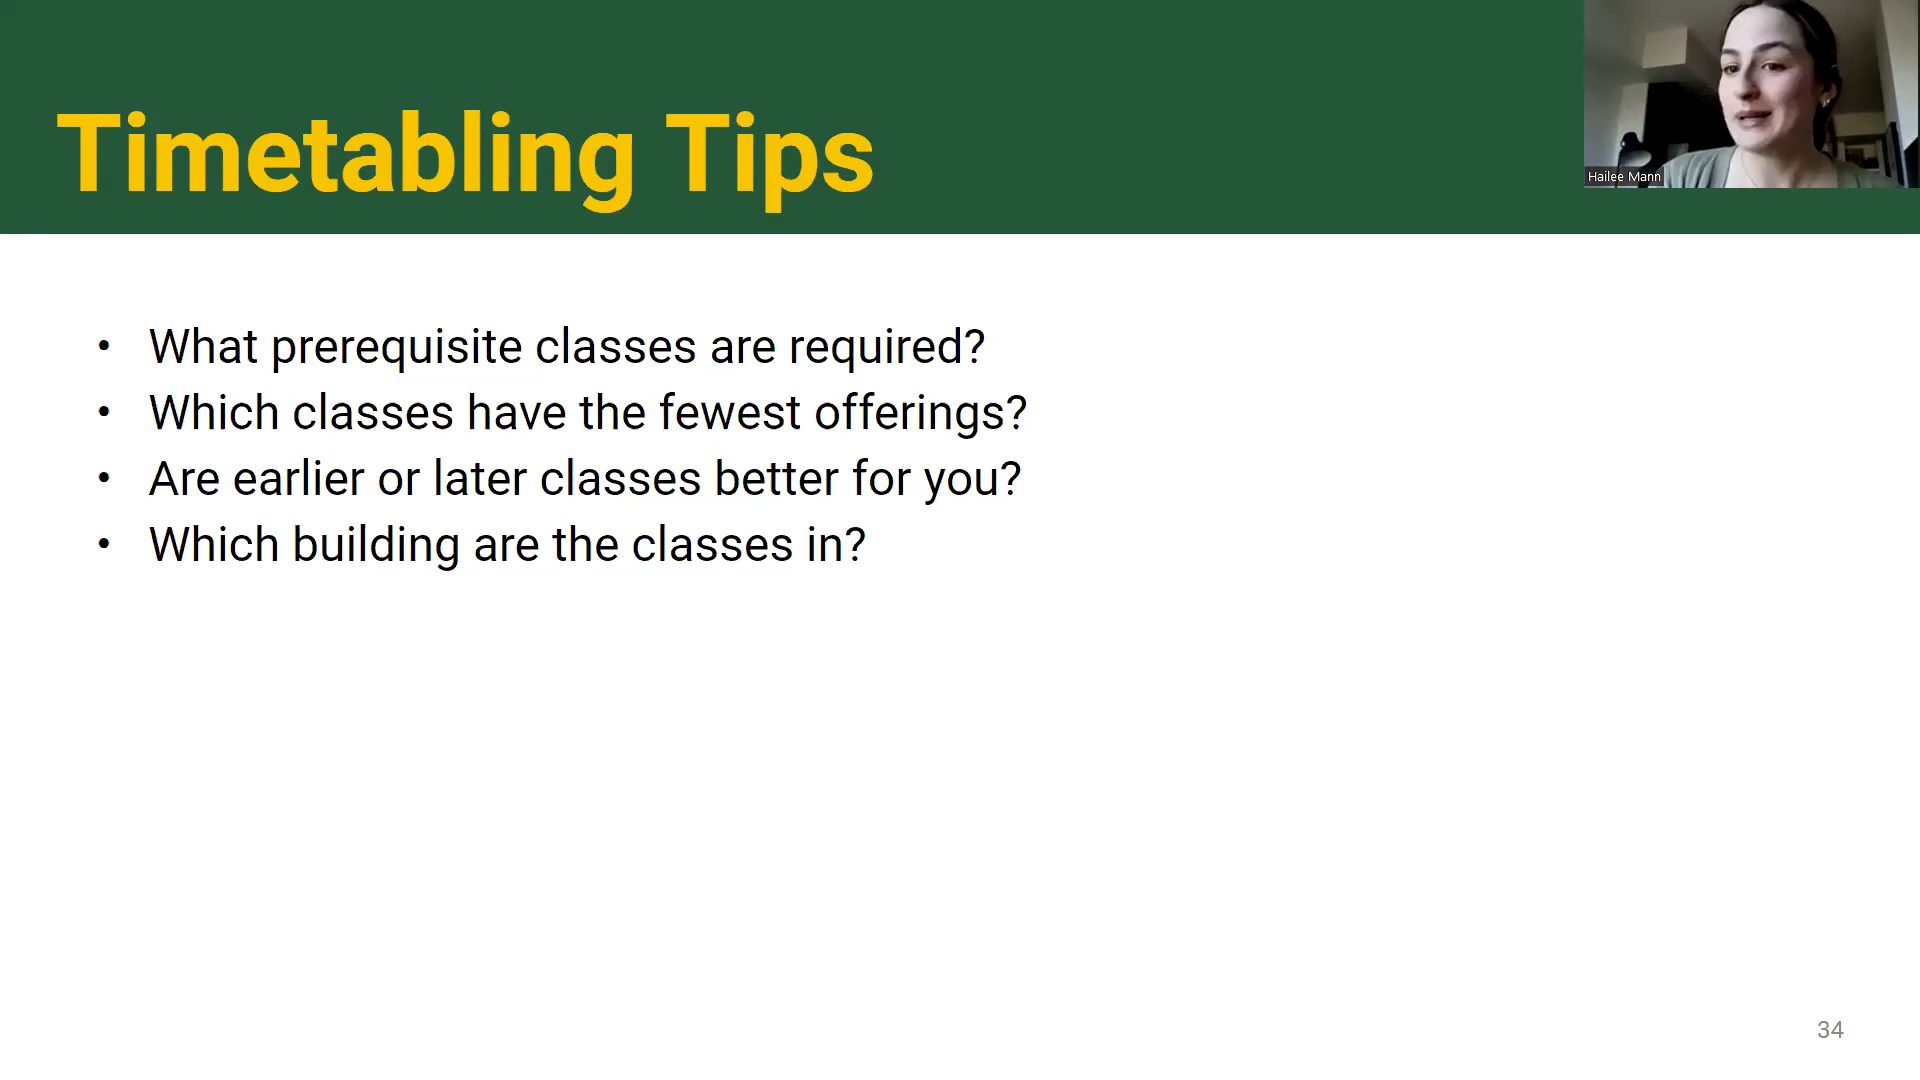 Timetabling Tips
Hailee Mann
• What prerequisite classes are required?
• Which classes have the fewest offerings?
• Are earlier or later classes better for you?
• Which building are the classes in?
34